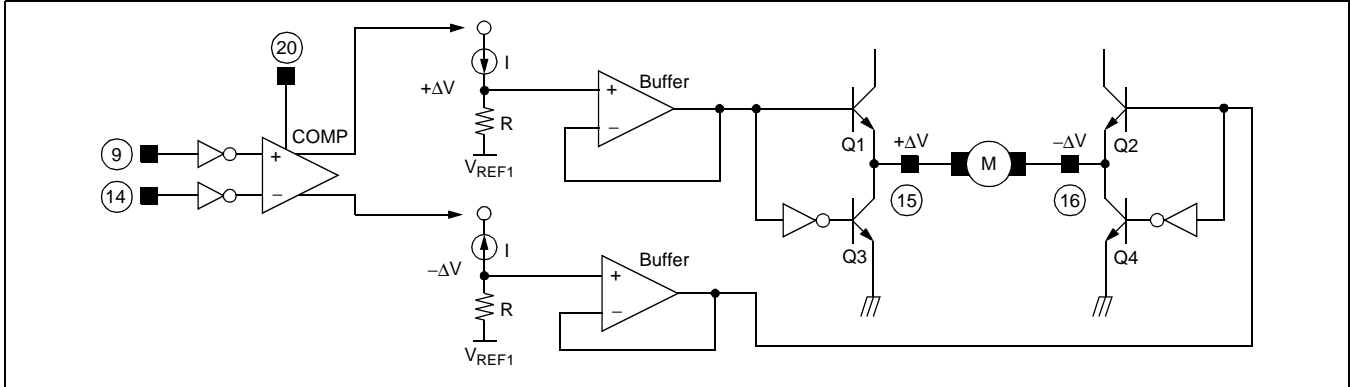 20
COMP
9
14
+
−
I
+ΔV
R
VREF1
+
−
Buffer
I
−ΔV
R
VREF1
+
−
Buffer
Q1
+ΔV
15
Q3
M
−ΔV
16
Q2
Q4